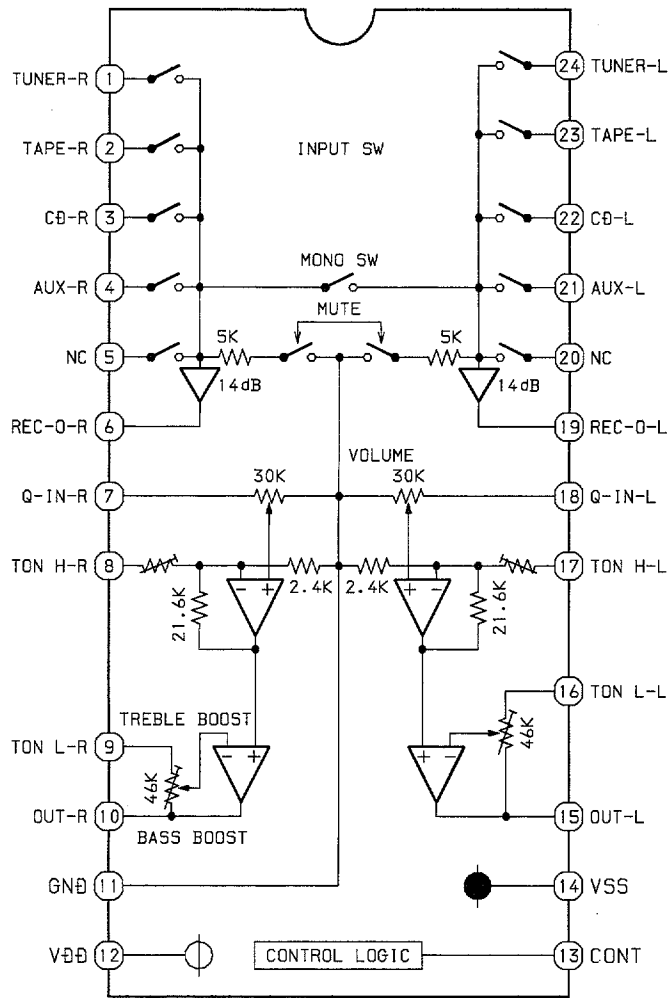 TUNER-R 1
24 TUNER-L
TAPE-R 2
INPUT SW
23 TAPE-L
CD-R 3
22 CD-L
MONO SW
AUX-R 4
21 AUX-L
MUTE
5K
5K
NC 5
20 NC
14dB
14dB
REC-O-R 6
19 REC-O-L
VOLUME
30K
30K
Q-IN-R 7
18 Q-IN-L
TON H-R 8
17 TON H-L
- +
2.4K
2.4K
+ -
21.6K
21.6K
16 TON L-L
TREBLE BOOST
TON L-R 9
- +
+ -
46K
46K
OUT-R 10
15 OUT-L
BASS BOOST
GND 11
14 VSS
VDD 12
CONTROL LOGIC
13 CONT